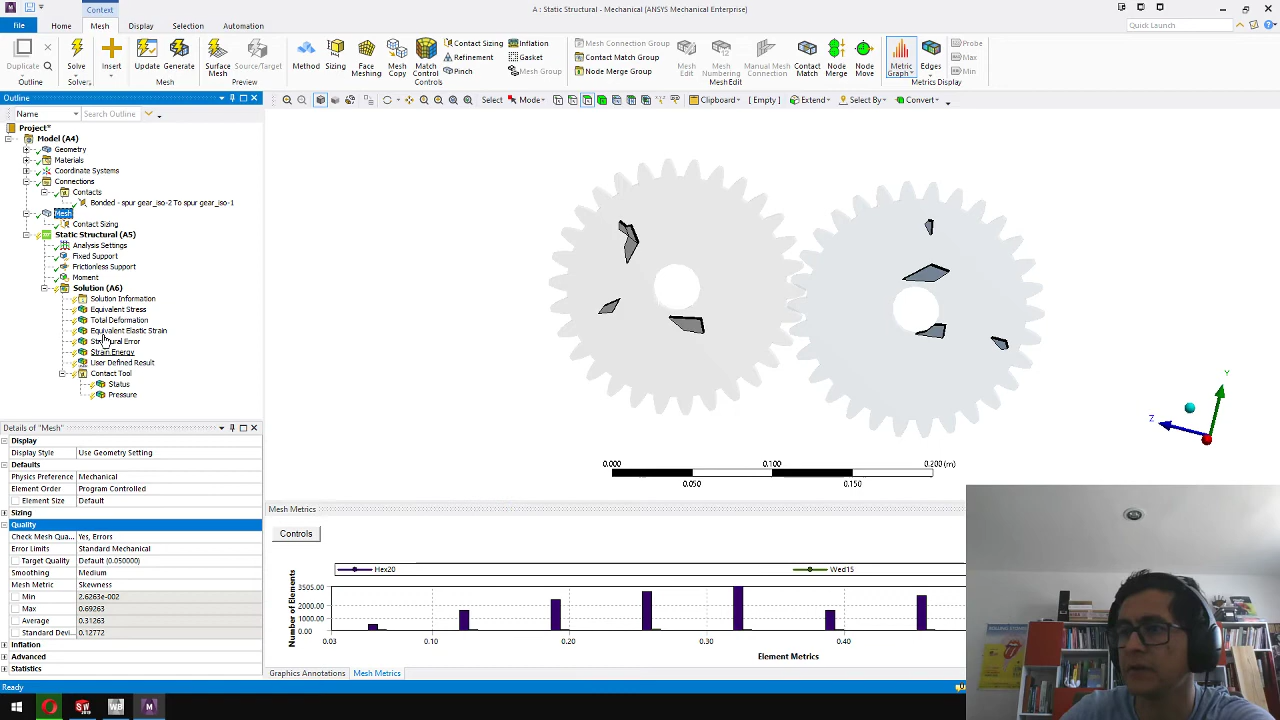 Context
A : Static Structural - Mechanical (ANSYS Mechanical Enterprise)
File
Home
Mesh
Display
Selection
Automation
Quick Launch
Duplicate
Outline
Solve
Solver
Insert
Update
Generate
Mesh
Surface
Mesh
Source/Target
Preview
Method
Sizing
Face
Meshing
Mesh
Copy
Match
Control
Contact Sizing
Refinement
Pinch
Inflation
Gasket
Mesh Group
Controls
Mesh Connection Group
Contact Match Group
Node Merge Group
Mesh
Edit
Mesh
Numbering
Manual Mesh
Connection
Contact
Match
Node
Merge
Node
Move
MeshEdit
Metric
Graph
Edges
Probe
Max
Min
Metrics Display
Outline
Name
Search Outline
Select
Mode
Clipboard
[ Empty ]
Extend
Select By
Convert
Project*
Model (A4)
Geometry
Materials
Coordinate Systems
Connections
Contacts
Bonded - spur gear_iso-2 To spur gear_iso-1
Mesh
Contact Sizing
Static Structural (A5)
Analysis Settings
Fixed Support
Frictionless Support
Moment
Solution (A6)
Solution Information
Equivalent Stress
Total Deformation
Equivalent Elastic Strain
Structural Error
Strain Energy
User Defined Result
Contact Tool
Status
Pressure
Y
Z
0.000
0.100
0.200 (m)
0.050
0.150
Details of "Mesh"
Display
Display Style Use Geometry Setting
Defaults
Physics Preference Mechanical
Element Order Program Controlled
Element Size Default
Sizing
Quality
Check Mesh Qua... Yes, Errors
Error Limits Standard Mechanical
Target Quality Default (0.050000)
Smoothing Medium
Mesh Metric Skewness
Min 2.6263e-002
Max 0.69263
Average 0.31263
Standard Devi... 0.12772
Inflation
Advanced
Statistics
Mesh Metrics
Controls
Hex20
Wed15
Number of Elements
3505.00
2000.00
1000.00
0.00
0.03
0.10
0.20
0.30
0.40
Element Metrics
Graphics Annotations
Mesh Metrics
Ready